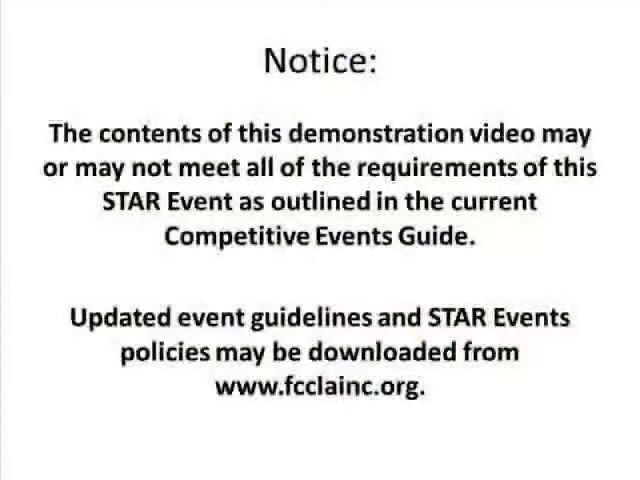 Notice:
The contents of this demonstration video may
or may not meet all of the requirements of this
STAR Event as outlined in the current
Competitive Events Guide.
Updated event guidelines and STAR Events
policies may be downloaded from
www.fcclainc.org.